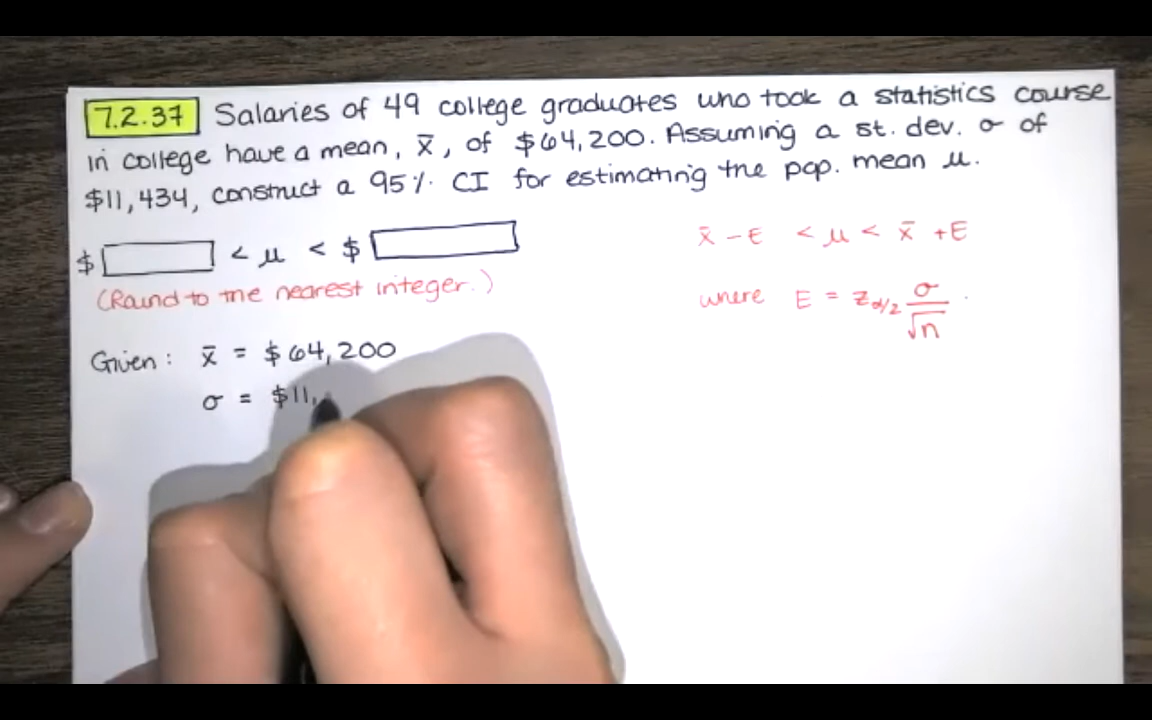 7.2.37 Salaries of 49 college graduates who took a statistics course
in college have a mean, x̄, of $64,200. Assuming a st. dev. σ of
$11,434, construct a 95% CI for estimating the pop. mean μ.
$ < μ < $
(Round to the nearest integer.)
x̄ - E < μ < x̄ + E
where E = z_α/2 σ/√n.
Given: x̄ = $64,200
σ = $11,